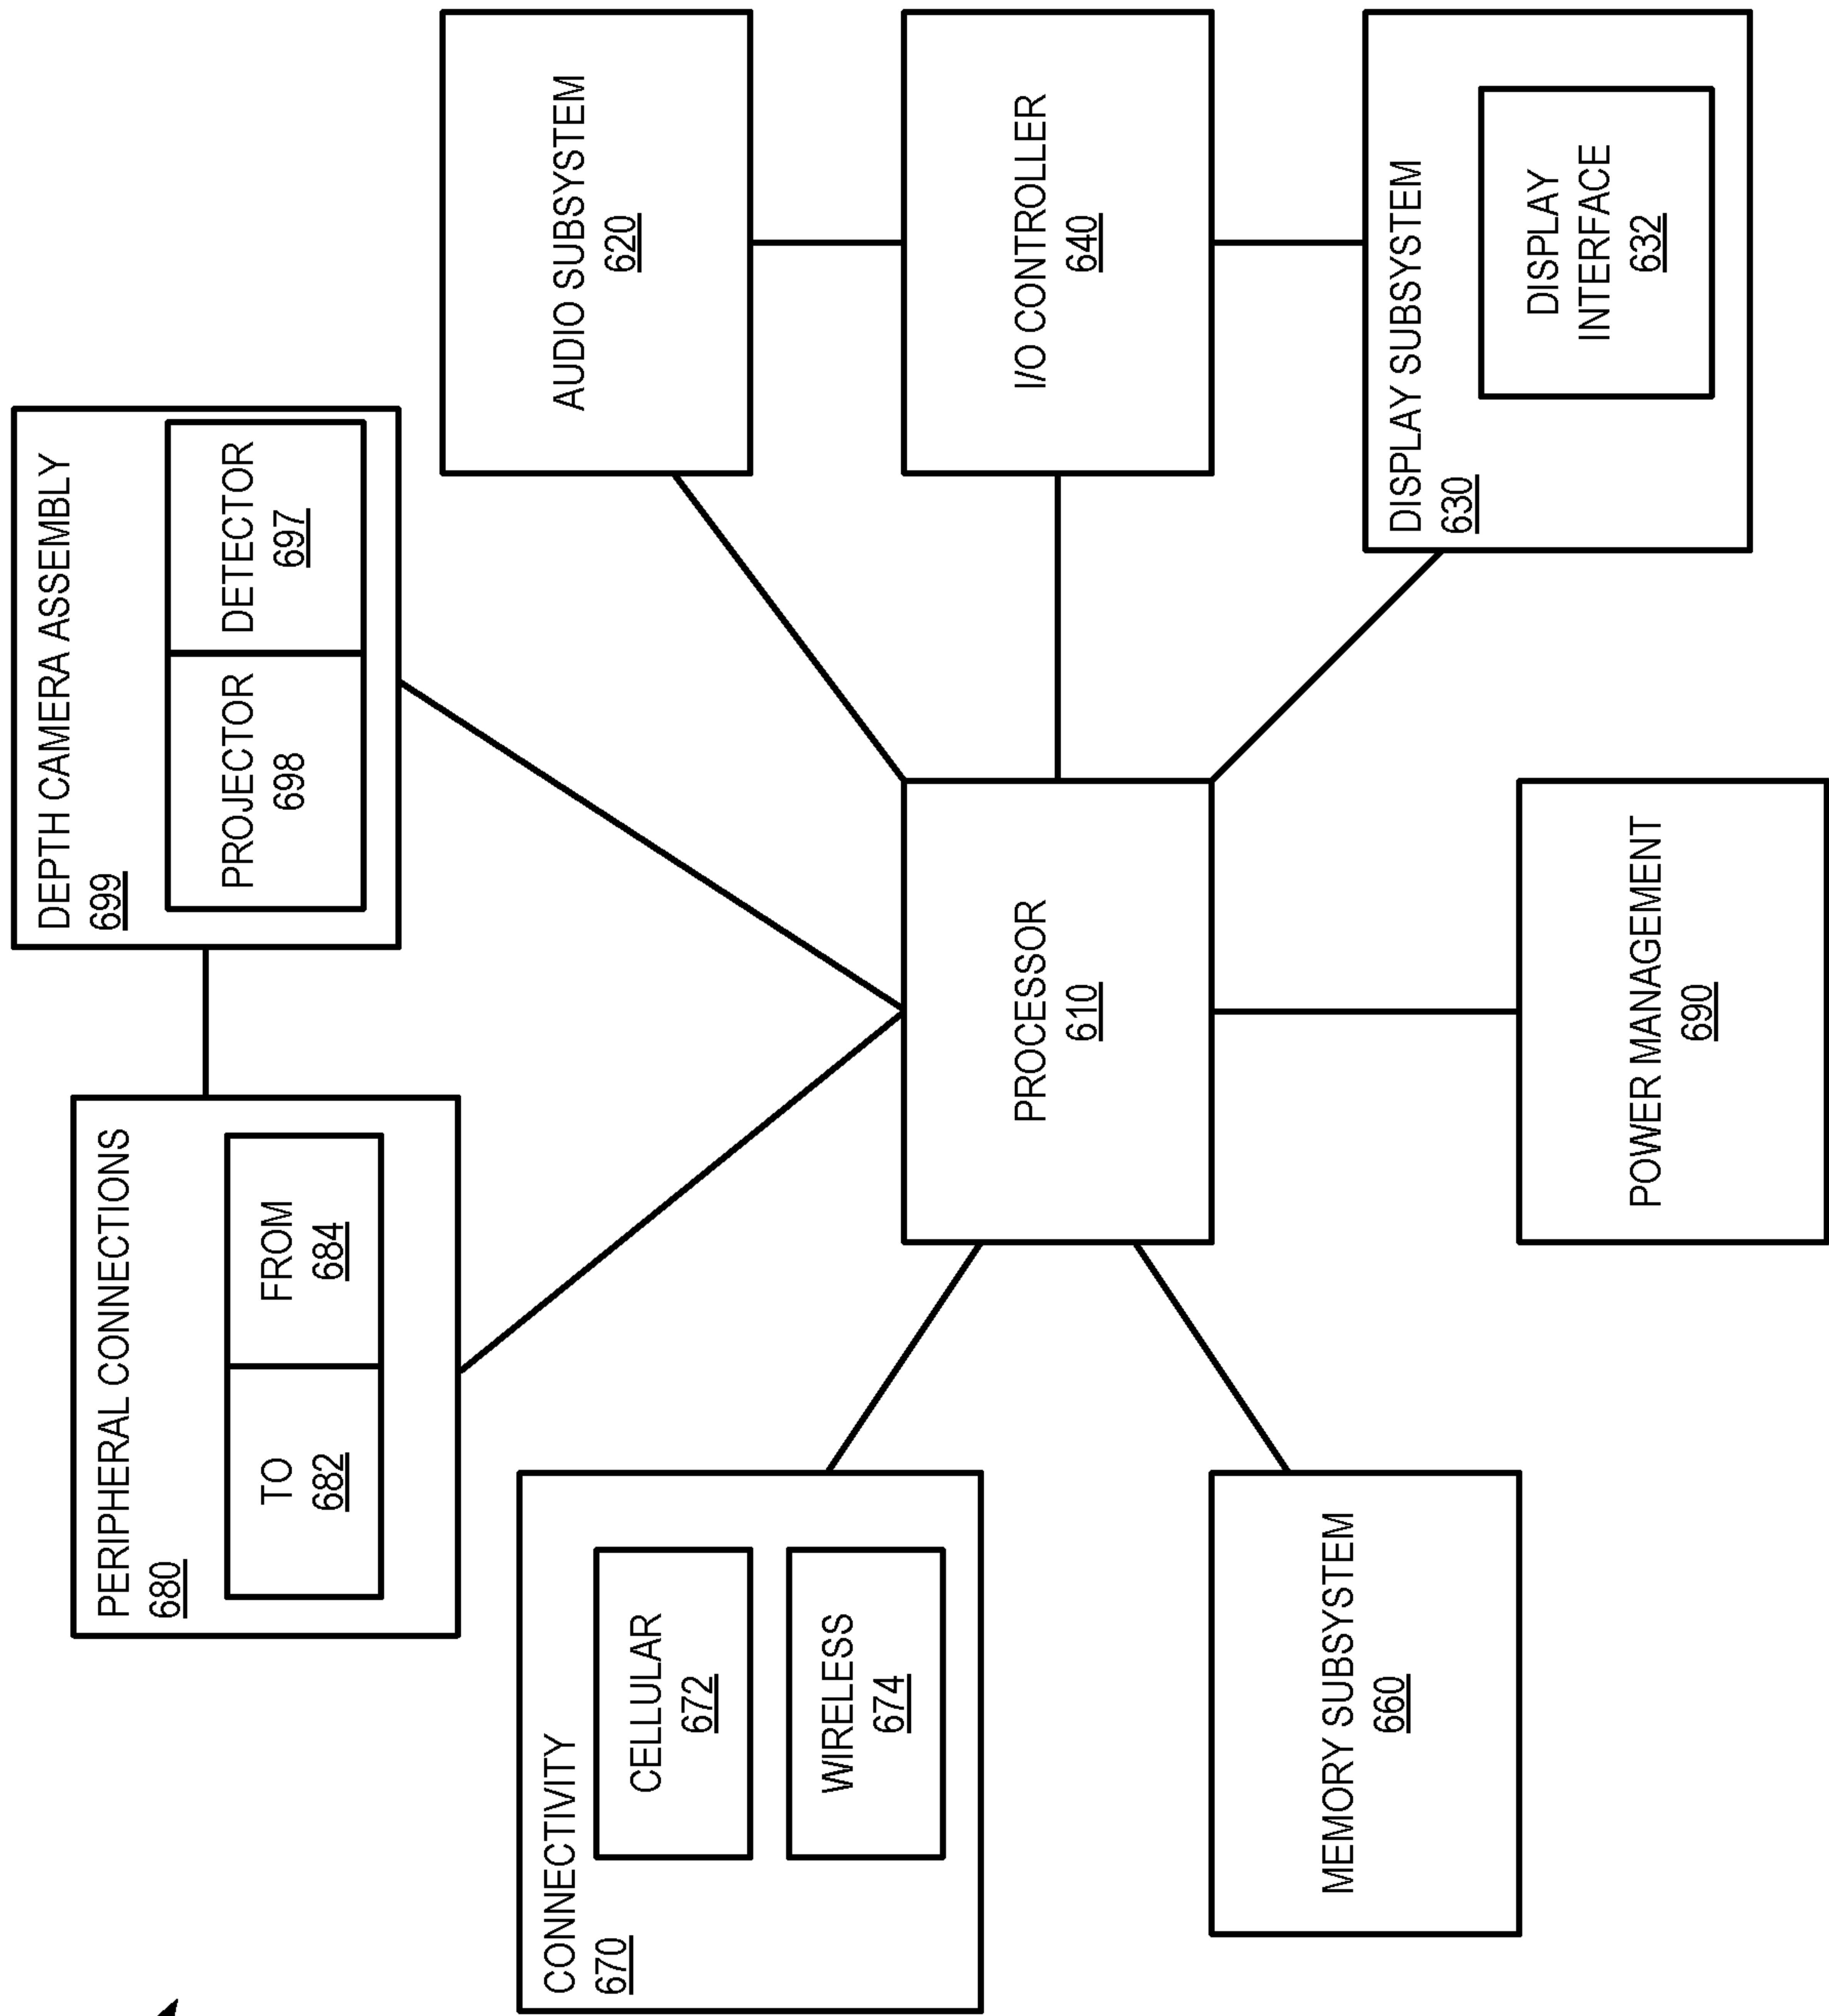 PERIPHERAL CONNECTIONS
680
TO
682
FROM
684
DEPTH CAMERA ASSEMBLY
699
PROJECTOR
698
DETECTOR
697
CONNECTIVITY
670
CELLULAR
672
WIRELESS
674
AUDIO SUBSYSTEM
620
PROCESSOR
610
I/O CONTROLLER
640
MEMORY SUBSYSTEM
660
POWER MANAGEMENT
690
DISPLAY SUBSYSTEM
630
DISPLAY
INTERFACE
632